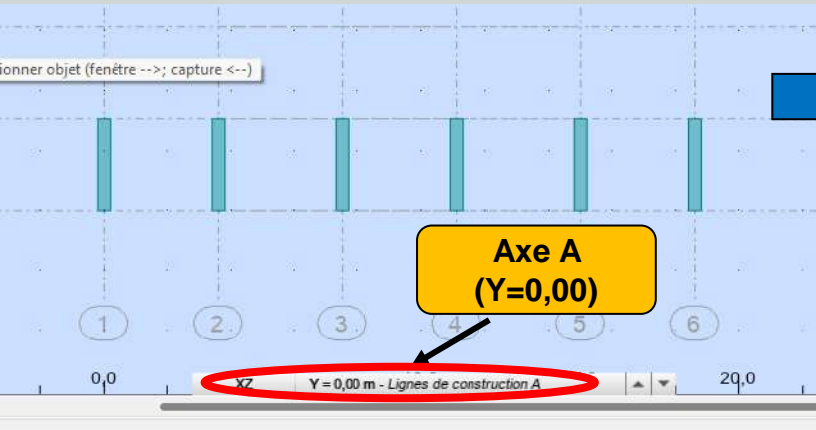 ionner objet (fenêtre -->; capture <--)
Axe A
(Y=0,00)
1 2 3 4 5 6
0,0 20,0
XZ Y = 0,00 m - Lignes de construction A